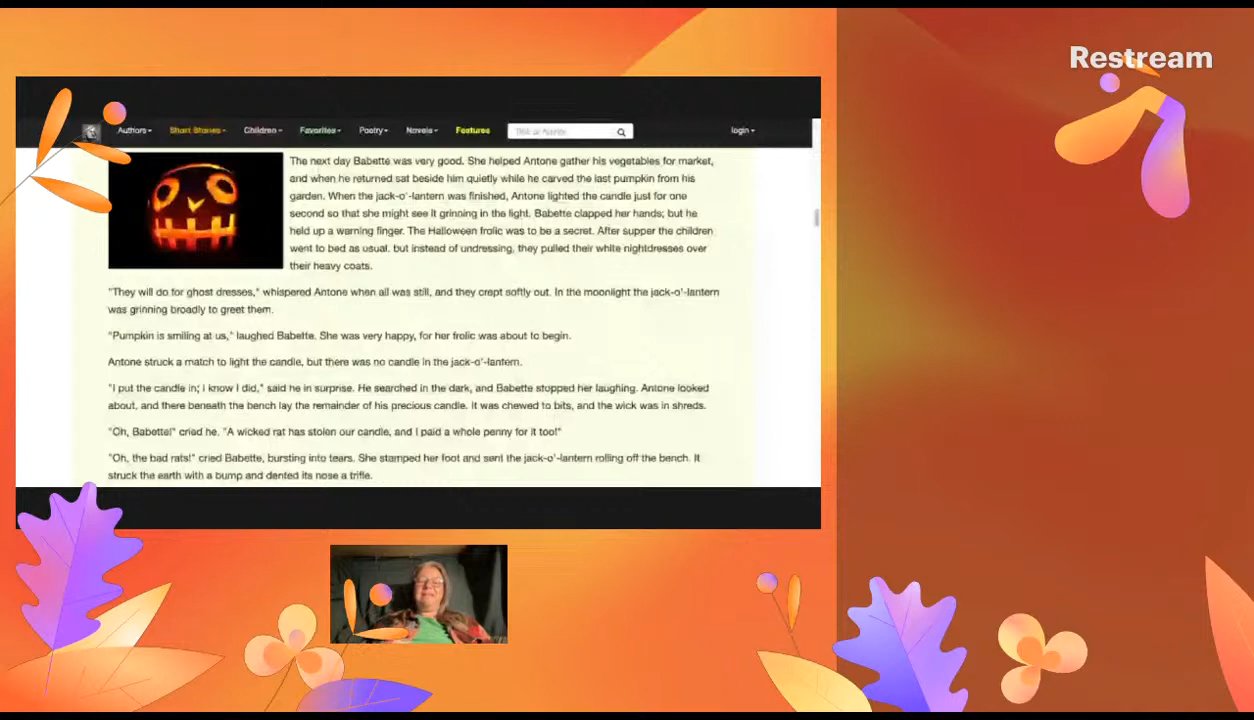 Restream
Authors Short Stories Children Favorites Poetry Novels Features Title or Author login
The next day Babette was very good. She helped Antone gather his vegetables for market,
and when he returned sat beside him quietly while he carved the last pumpkin from his
garden. When the jack-o'-lantern was finished, Antone lighted the candle just for one
second so that she might see it grinning in the light. Babette clapped her hands; but he
held up a warning finger. The Halloween frolic was to be a secret. After supper the children
went to bed as usual, but instead of undressing, they pulled their white nightdresses over
their heavy coats.
"They will do for ghost dresses," whispered Antone when all was still, and they crept softly out. In the moonlight the jack-o'-lantern
was grinning broadly to greet them.
"Pumpkin is smiling at us," laughed Babette. She was very happy, for her frolic was about to begin.
Antone struck a match to light the candle, but there was no candle in the jack-o'-lantern.
"I put the candle in; I know I did," said he in surprise. He searched in the dark, and Babette stopped her laughing. Antone looked
about, and there beneath the bench lay the remainder of his precious candle. It was chewed to bits, and the wick was in shreds.
"Oh, Babette!" cried he. "A wicked rat has stolen our candle, and I paid a whole penny for it too!"
"Oh, the bad rats!" cried Babette, bursting into tears. She stamped her foot and sent the jack-o'-lantern rolling off the bench. It
struck the earth with a bump and dented its nose a trifle.